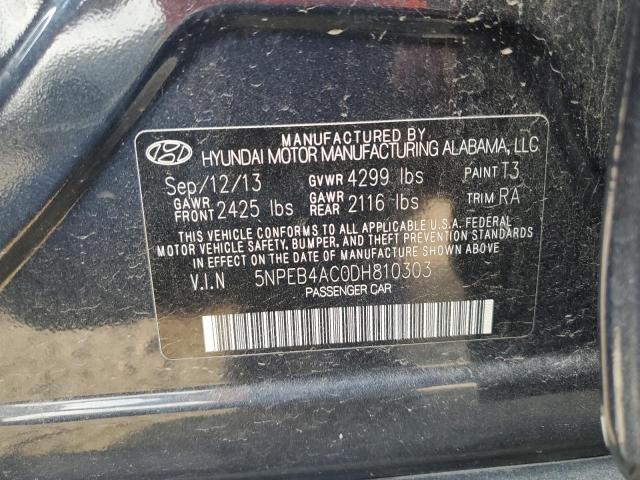 MANUFACTURED BY
HYUNDAI MOTOR MANUFACTURING ALABAMA, LLC
Sep/12/13 GVWR 4299 lbs PAINT T3
GAWR FRONT 2425 lbs GAWR REAR 2116 lbs TRIM RA
THIS VEHICLE CONFORMS TO ALL APPLICABLE U.S.A. FEDERAL
MOTOR VEHICLE SAFETY, BUMPER, AND THEFT PREVENTION STANDARDS
IN EFFECT ON THE DATE OF MANUFACTURE SHOWN ABOVE
V.I.N 5NPEB4AC0DH810303
PASSENGER CAR